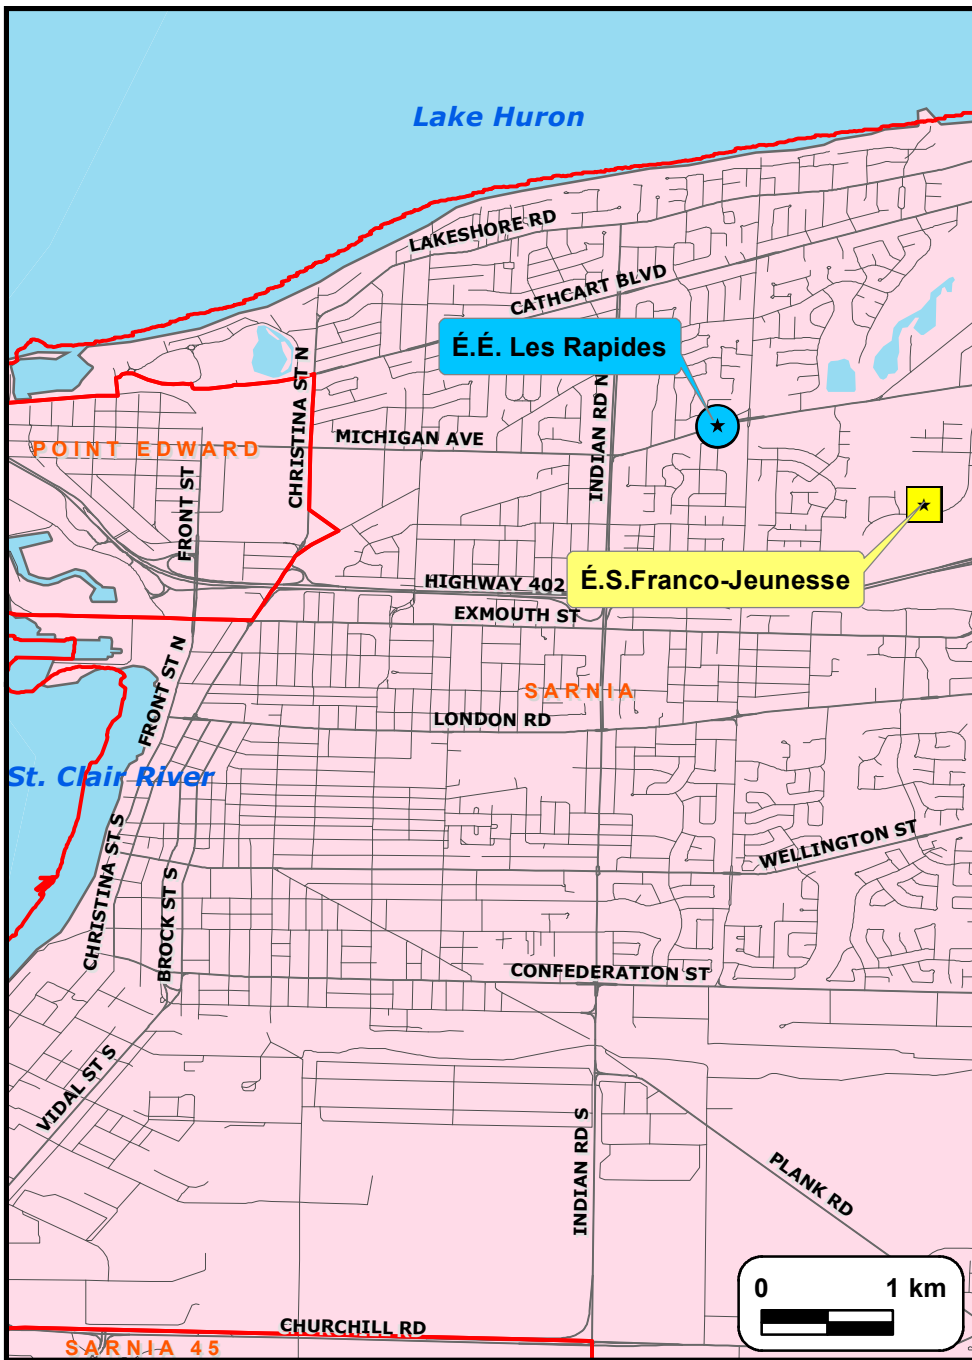 Lake Huron
LAKESHORE RD
CATHCART BLVD
É.É. Les Rapides
CHRISTINA ST N
INDIAN RD N
MICHIGAN AVE
POINT EDWARD
FRONT ST
É.S.Franco-Jeunesse
HIGHWAY 402
EXMOUTH ST
FRONT ST N
SARNIA
LONDON RD
St. Clair River
WELLINGTON ST
CHRISTINA ST S
BROCK ST S
CONFEDERATION ST
VIDAL ST S
INDIAN RD S
PLANK RD
0 1 km
CHURCHILL RD
SARNIA 45